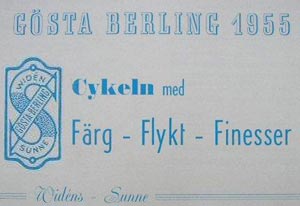 GÖSTA BERLING 1955
WIDÉN
GÖSTA-BERLING
SUNNE
Cykeln med
Färg - Flykt - Finesser
Widéns - Sunne